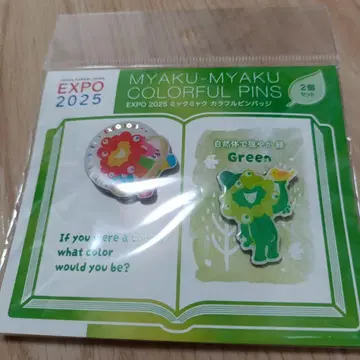 EXPO
2025
MYAKU-MYAKU
COLORFUL PINS
EXPO 2025 ミャクミャク カラフルピンバッジ
2個
セット
自然体で穏やか 緑
Green
If you were a
what color
would you be?